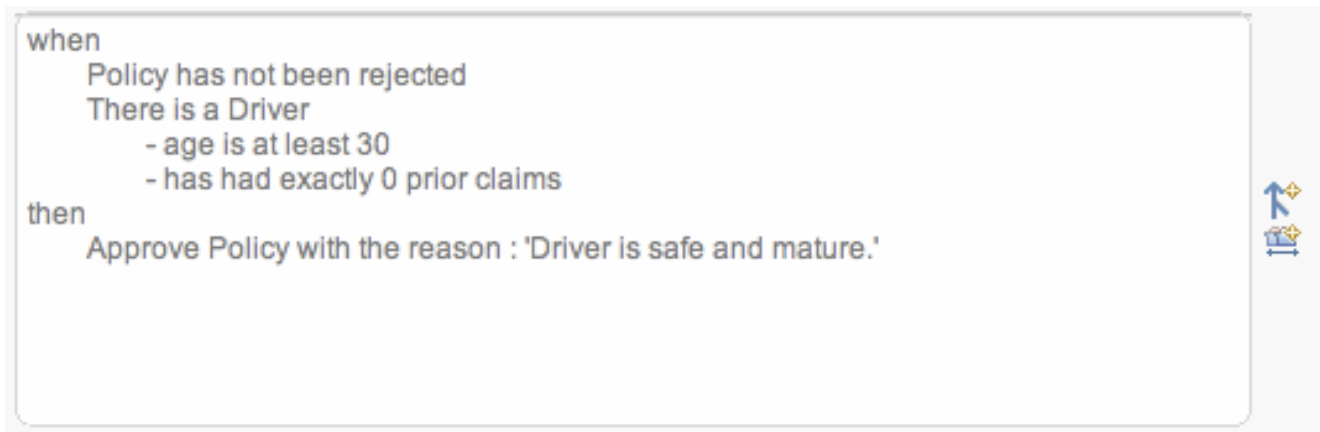 when
Policy has not been rejected
There is a Driver
- age is at least 30
- has had exactly 0 prior claims
then
Approve Policy with the reason : 'Driver is safe and mature.'